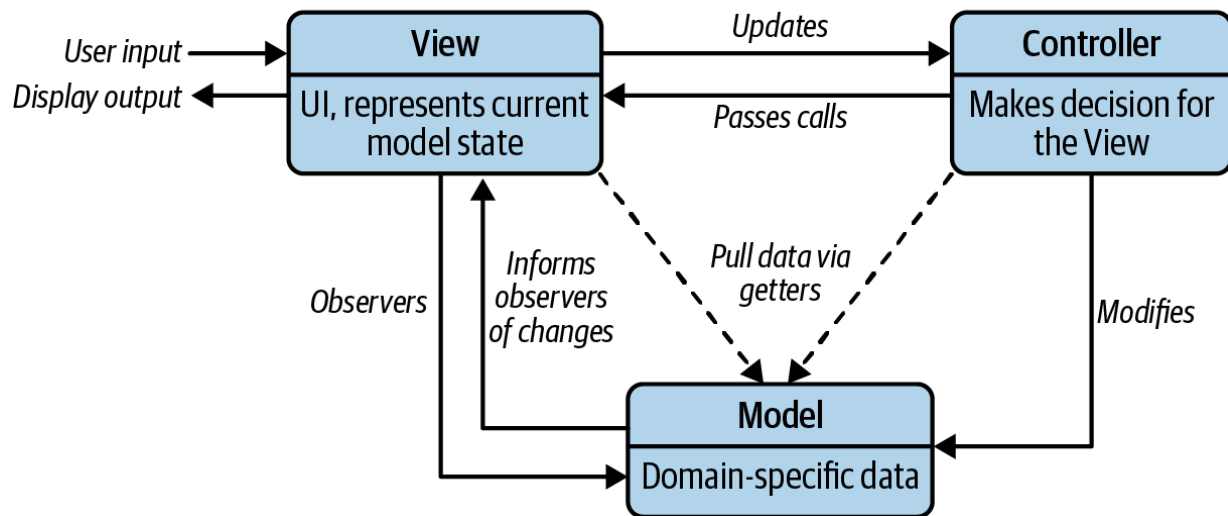 User input
Display output
View
UI, represents current
model state
Updates
Passes calls
Controller
Makes decision for
the View
Observers
Informs
observers
of changes
Pull data via
getters
Modifies
Model
Domain-specific data